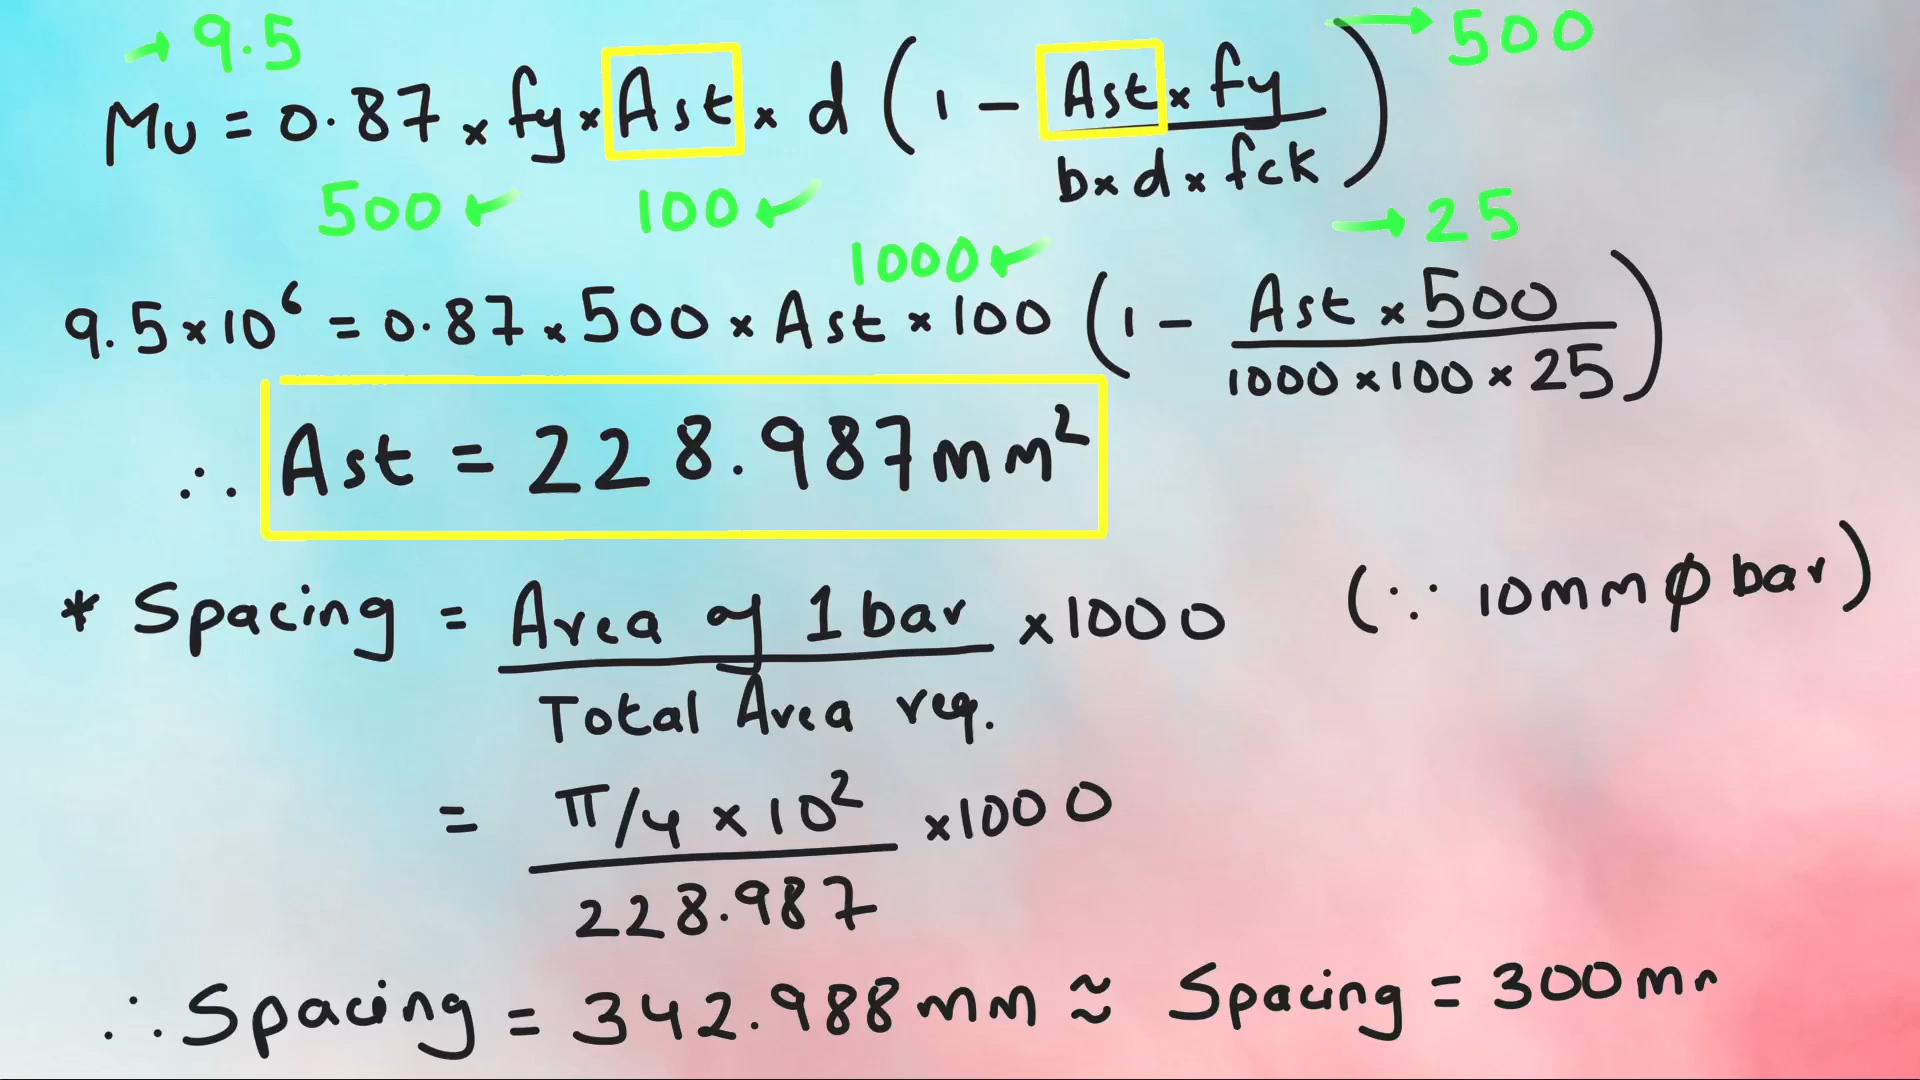 → 9.5
→ 500
Mu = 0.87 × fy × Ast × d (1 - Ast × fy / b × d × fck)
500 100
→ 25
1000
9.5 × 10⁶ = 0.87 × 500 × Ast × 100 (1 - Ast × 500 / 1000 × 100 × 25)
∴ Ast = 228.987 mm²
* Spacing = Area of 1 bar / Total Area req. × 1000 (∵ 10mm φ bar)
= π/4 × 10² / 228.987 × 1000
∴ Spacing = 342.988 mm ≈ Spacing = 300 mm